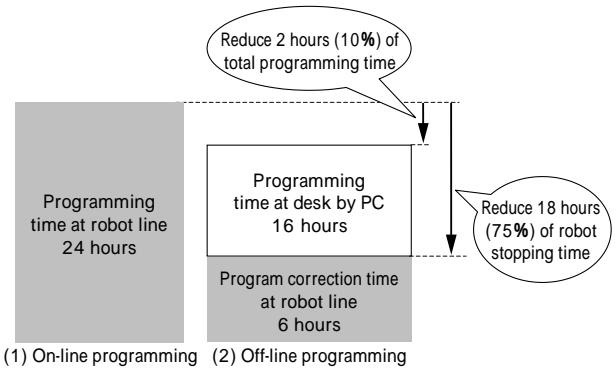 Reduce 2 hours (10%) of
total programming time
Programming
time at robot line
24 hours
Programming
time at desk by PC
16 hours
Reduce 18 hours
(75%) of robot
stopping time
Program correction time
at robot line
6 hours
(1) On-line programming
(2) Off-line programming